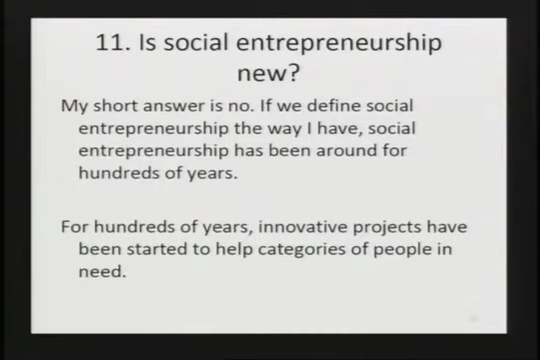 11. Is social entrepreneurship
new?
My short answer is no. If we define social
entrepreneurship the way I have, social
entrepreneurship has been around for
hundreds of years.
For hundreds of years, innovative projects have
been started to help categories of people in
need.